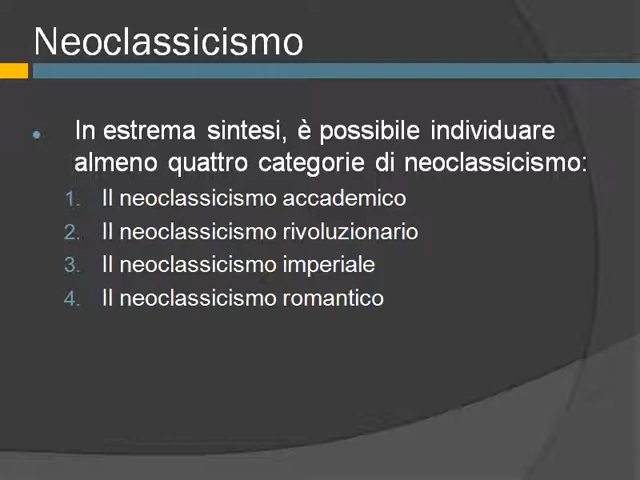 Neoclassicismo
• In estrema sintesi, è possibile individuare
almeno quattro categorie di neoclassicismo:
1. Il neoclassicismo accademico
2. Il neoclassicismo rivoluzionario
3. Il neoclassicismo imperiale
4. Il neoclassicismo romantico